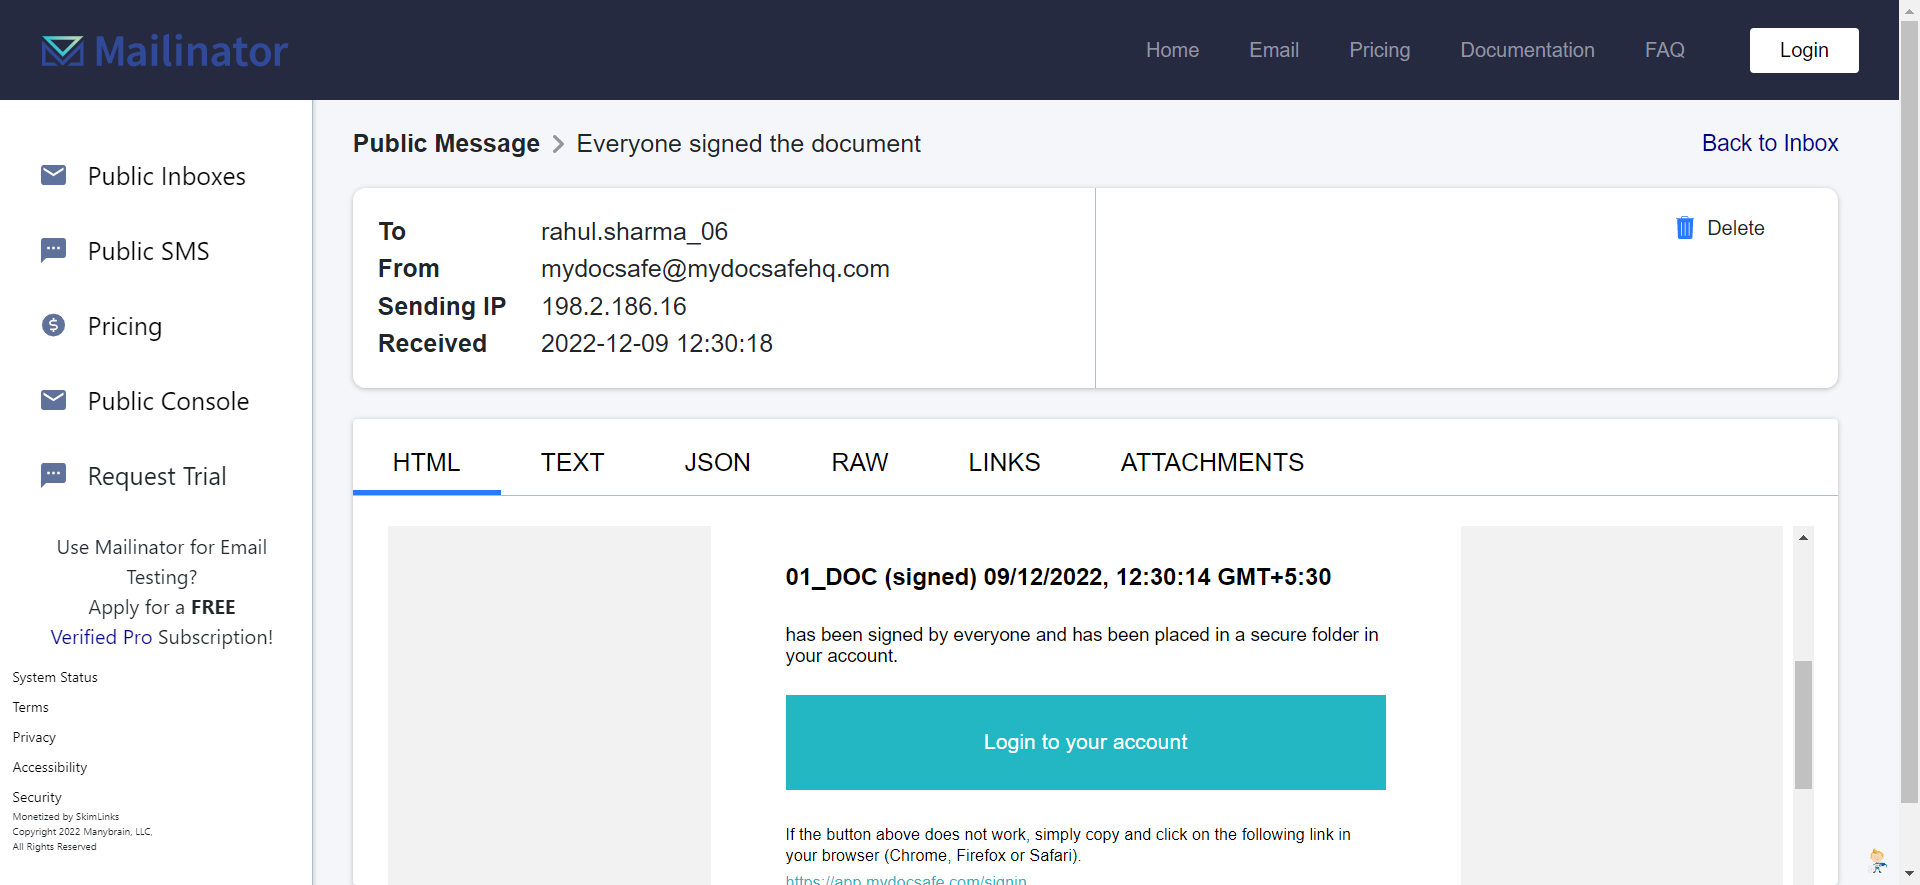 Mailinator
Home Email Pricing Documentation FAQ Login
Public Inboxes
Public SMS
Pricing
Public Console
Request Trial
Use Mailinator for Email
Testing?
Apply for a FREE
Verified Pro Subscription!
System Status
Terms
Privacy
Accessibility
Security
Monetized by SkimLinks
Copyright 2022 Manybrain, LLC,
All Rights Reserved
Public Message > Everyone signed the document
Back to Inbox
To rahul.sharma_06
From mydocsafe@mydocsafehq.com
Sending IP 198.2.186.16
Received 2022-12-09 12:30:18
Delete
HTML TEXT JSON RAW LINKS ATTACHMENTS
01_DOC (signed) 09/12/2022, 12:30:14 GMT+5:30
has been signed by everyone and has been placed in a secure folder in
your account.
Login to your account
If the button above does not work, simply copy and click on the following link in
your browser (Chrome, Firefox or Safari).
https://app.mydocsafe.com/signin